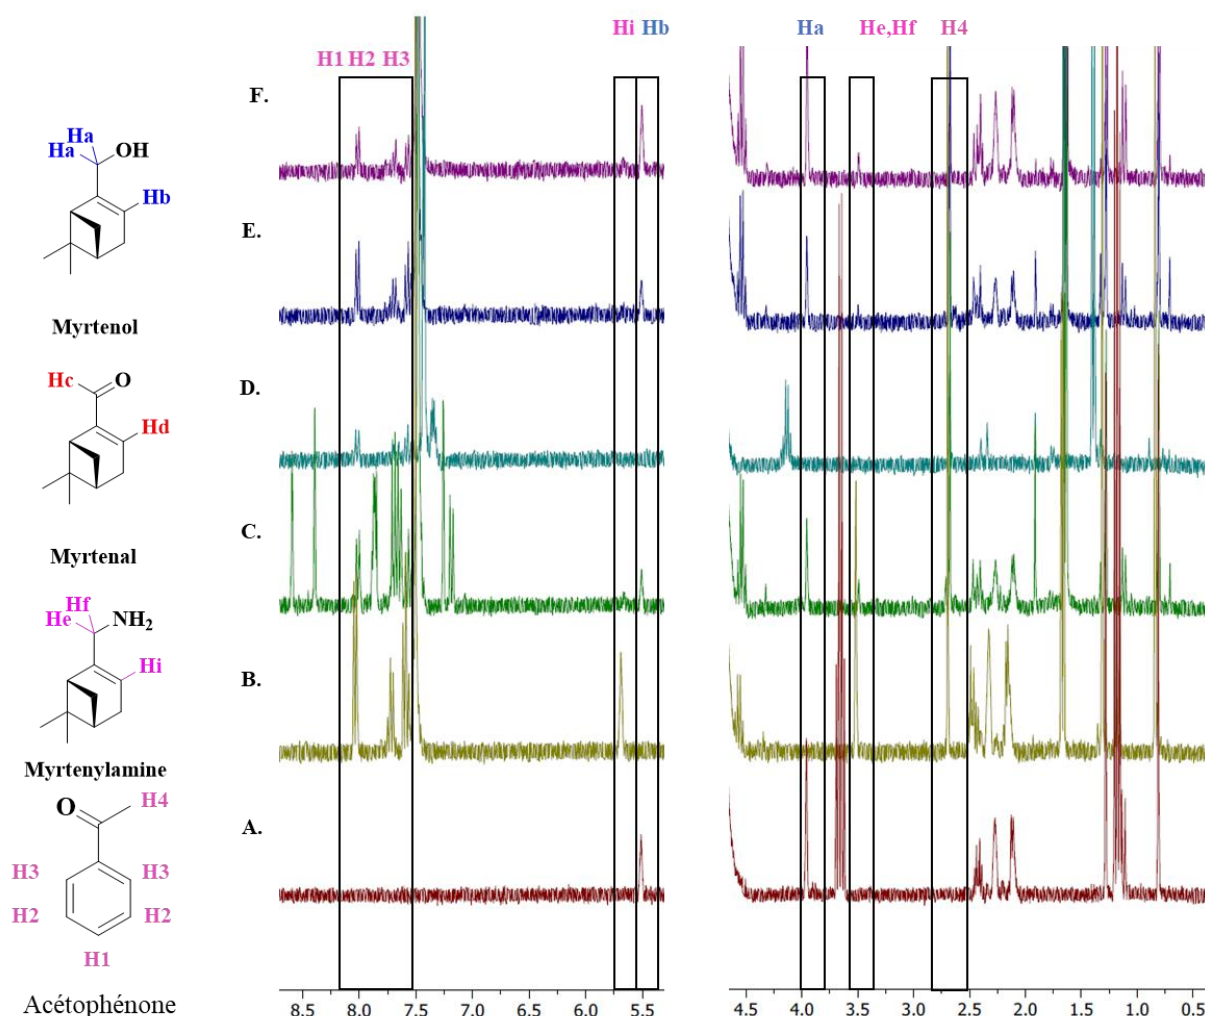 Hi Hb Ha He,Hf H4
H1 H2 H3
F.
Ha
Ha OH
Hb
E.
Myrtenol
Hc O
D.
Hd
C.
Myrtenal
Hf
He NH2
Hi
B.
Myrtenylamine
O H4
A.
H3 H3
H2 H2
H1
Acétophénone
8.5 8.0 7.5 7.0 6.5 6.0 5.5 4.5 4.0 3.5 3.0 2.5 2.0 1.5 1.0 0.5